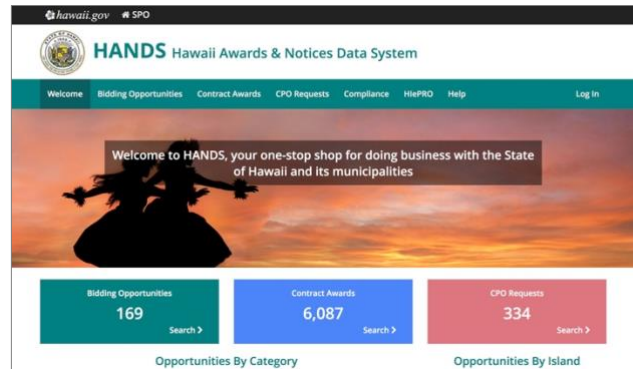 hawaii.gov SPO
HANDS Hawaii Awards & Notices Data System
Welcome Bidding Opportunities Contract Awards CPO Requests Compliance HIePRO Help Log In
Welcome to HANDS, your one-stop shop for doing business with the State
of Hawaii and its municipalities
Bidding Opportunities Contract Awards CPO Requests
169 6,087 334
Search Search Search
Opportunities By Category Opportunities By Island